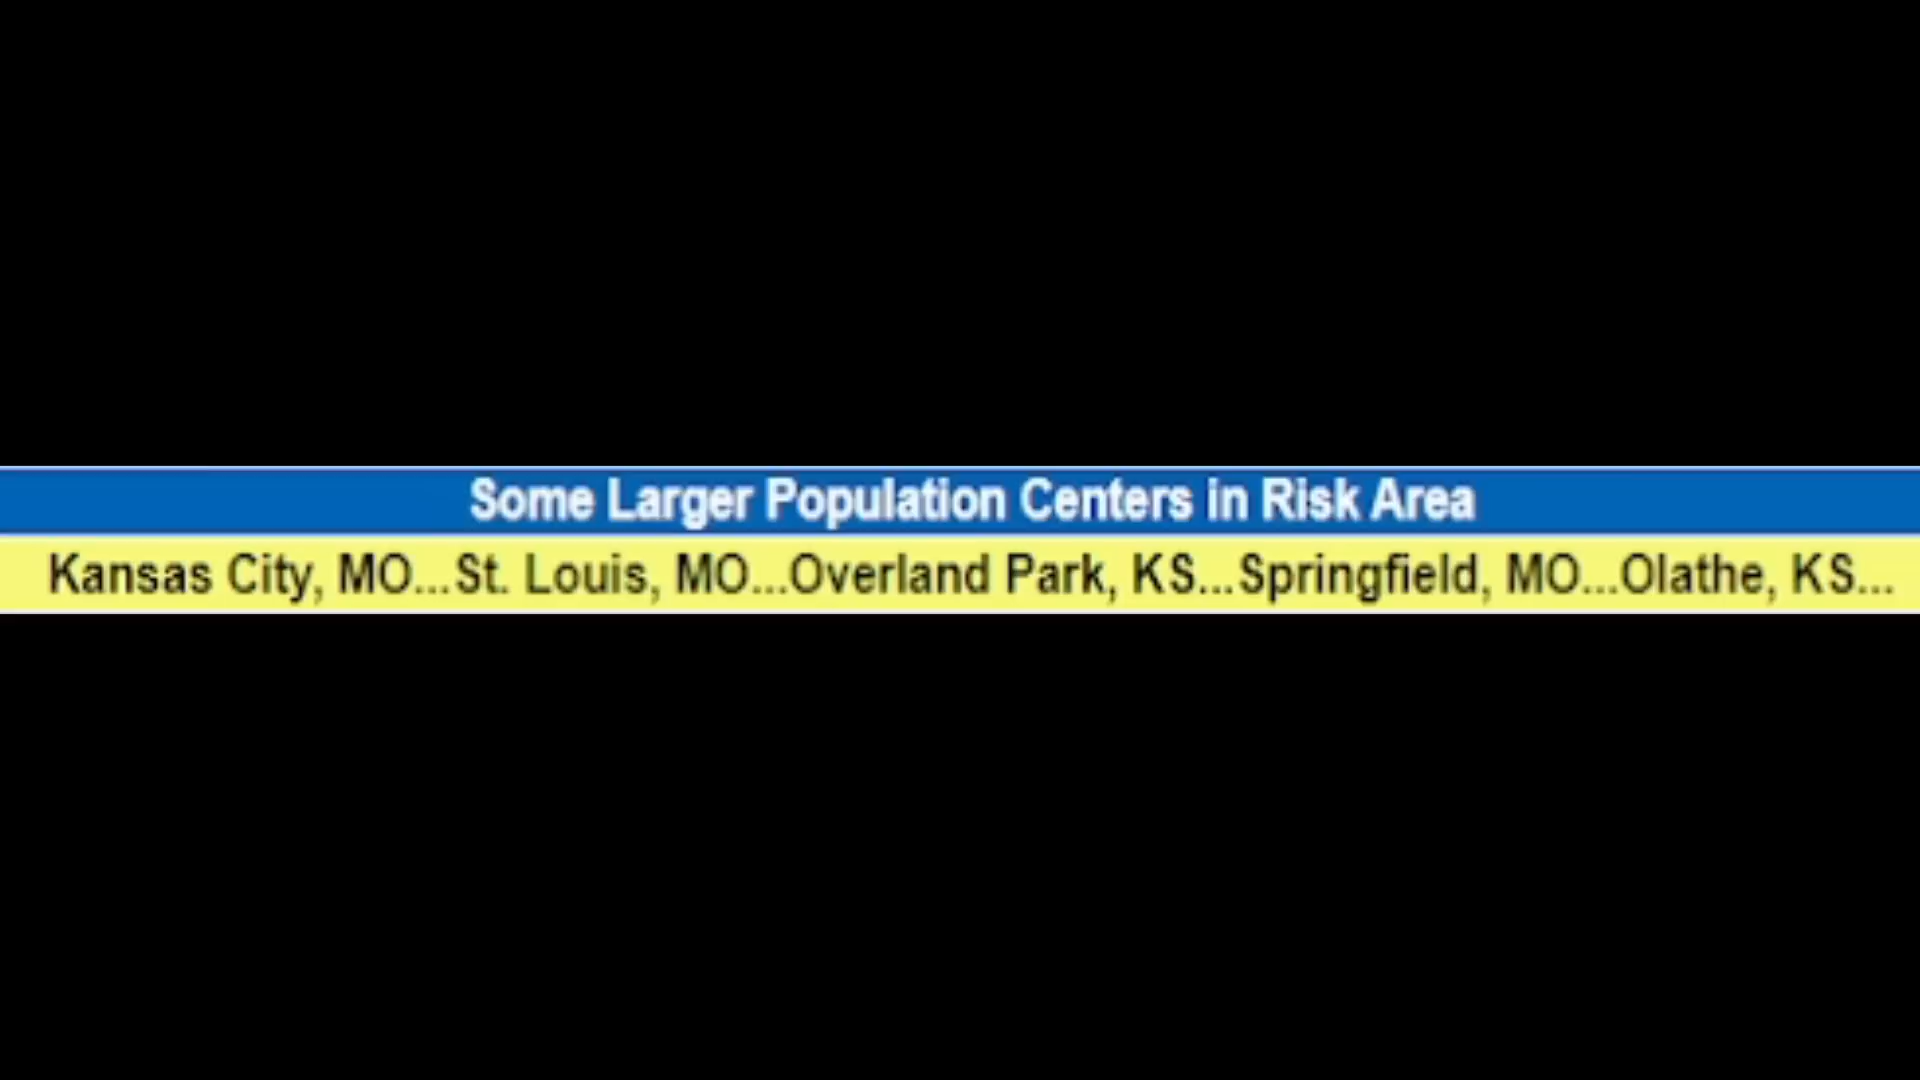 Some Larger Population Centers in Risk Area
Kansas City, MO...St. Louis, MO...Overland Park, KS...Springfield, MO...Olathe, KS...